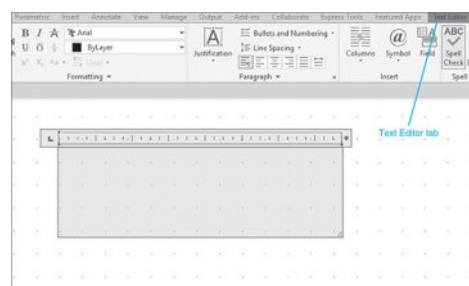 Parametric Insert Annotate View Manage Output Add-ins Collaborate Express Tools Featured Apps Text Editor
B I A Arial
U O ByLayer
Clear
Formatting
A
Justification
Bullets and Numbering
Line Spacing
Paragraph
Columns
@
Symbol
A
Field
Insert
ABC
Spell
Check
Spell
Text Editor tab